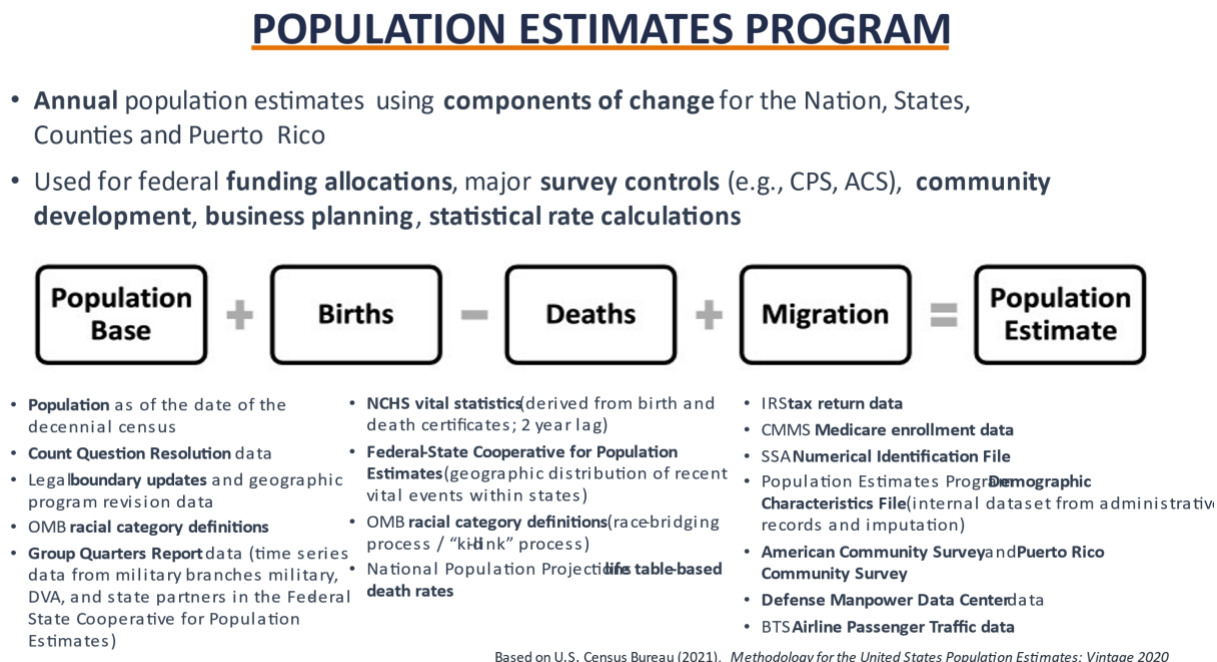 POPULATION ESTIMATES PROGRAM
• Annual population estimates using components of change for the Nation, States,
Counties and Puerto Rico
• Used for federal funding allocations, major survey controls (e.g., CPS, ACS), community
development, business planning, statistical rate calculations
Population
Base
+
Births
−
Deaths
+
Migration
=
Population
Estimate
• Population as of the date of the
decennial census
• Count Question Resolution data
• Legal boundary updates and geographic
program revision data
• OMB racial category definitions
• Group Quarters Report data (time series
data from military branches military,
DVA, and state partners in the Federal
State Cooperative for Population
Estimates)
• NCHS vital statistics (derived from birth and
death certificates; 2 year lag)
• Federal-State Cooperative for Population
Estimates (geographic distribution of recent
vital events within states)
• OMB racial category definitions (race-bridging
process / “kid-link” process)
• National Population Projections life table-based
death rates
• IRS tax return data
• CMMS Medicare enrollment data
• SSA Numerical Identification File
• Population Estimates Program Demographic
Characteristics File (internal dataset from administrative
records and imputation)
• American Community Survey and Puerto Rico
Community Survey
• Defense Manpower Data Center data
• BTS Airline Passenger Traffic data
Based on U.S. Census Bureau (2021). Methodology for the United States Population Estimates: Vintage 2020